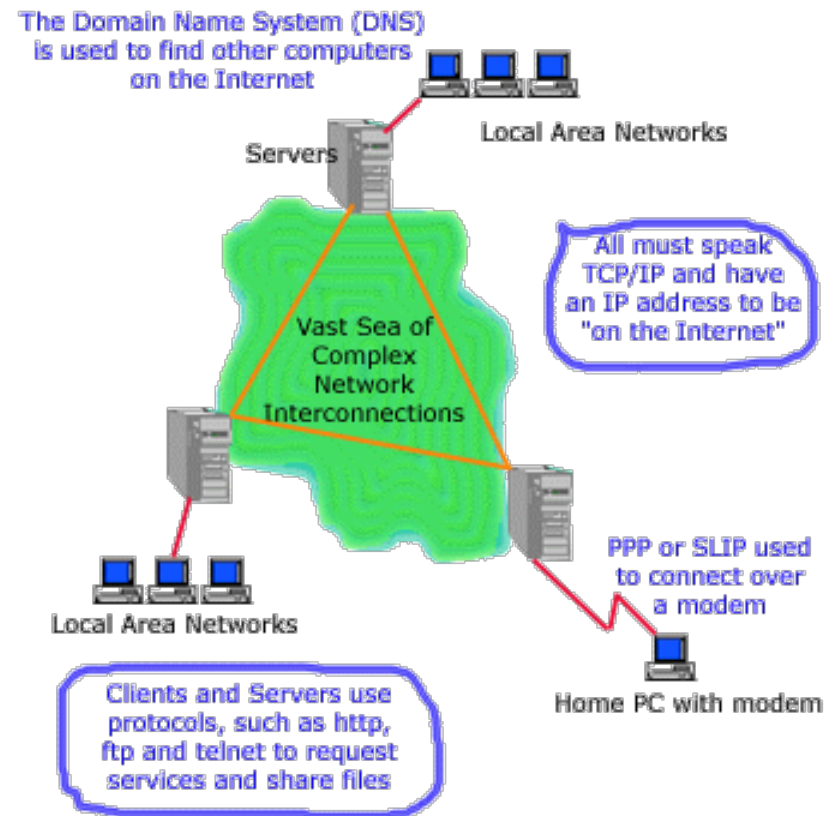 The Domain Name System (DNS)
is used to find other computers
on the Internet
Local Area Networks
Servers
All must speak
TCP/IP and have
an IP address to be
"on the Internet"
Vast Sea of
Complex
Network
Interconnections
PPP or SLIP used
to connect over
a modem
Local Area Networks
Home PC with modem
Clients and Servers use
protocols, such as http,
ftp and telnet to request
services and share files